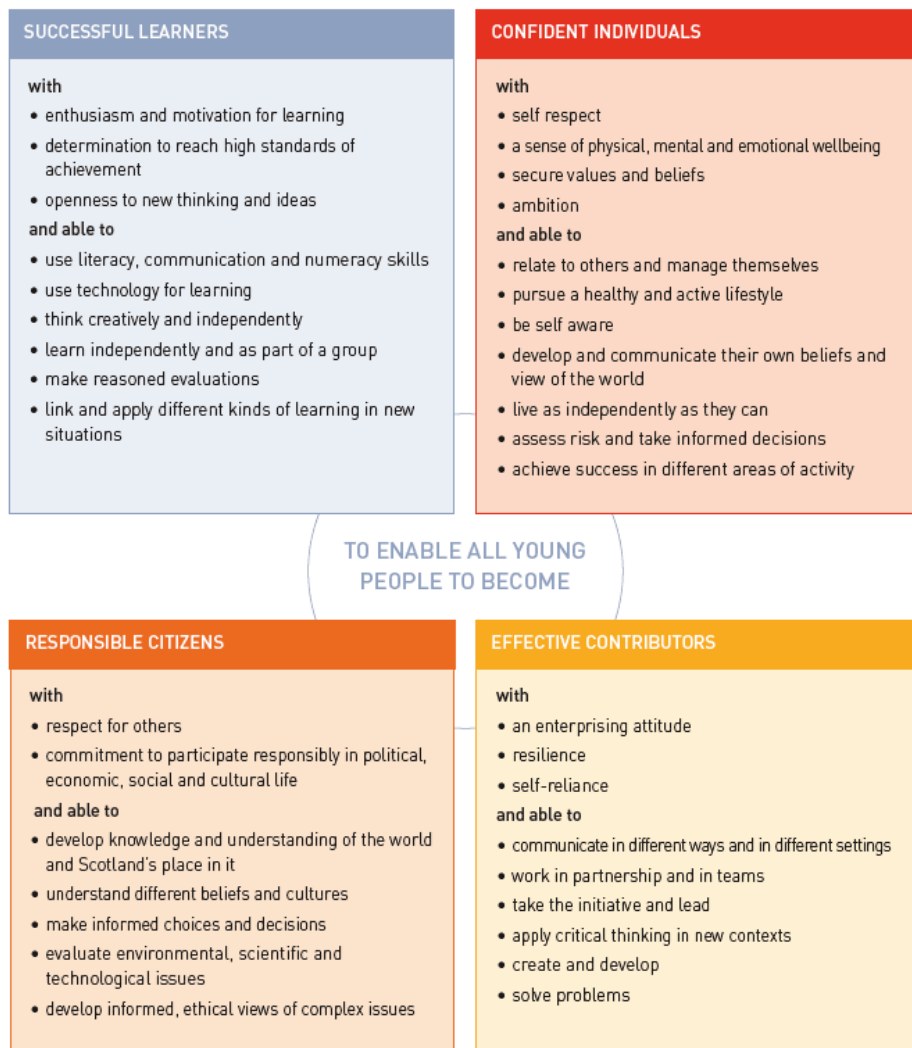 SUCCESSFUL LEARNERS
with
• enthusiasm and motivation for learning
• determination to reach high standards of
achievement
• openness to new thinking and ideas
and able to
• use literacy, communication and numeracy skills
• use technology for learning
• think creatively and independently
• learn independently and as part of a group
• make reasoned evaluations
• link and apply different kinds of learning in new
situations
CONFIDENT INDIVIDUALS
with
• self respect
• a sense of physical, mental and emotional wellbeing
• secure values and beliefs
• ambition
and able to
• relate to others and manage themselves
• pursue a healthy and active lifestyle
• be self aware
• develop and communicate their own beliefs and
view of the world
• live as independently as they can
• assess risk and take informed decisions
• achieve success in different areas of activity
TO ENABLE ALL YOUNG
PEOPLE TO BECOME
RESPONSIBLE CITIZENS
with
• respect for others
• commitment to participate responsibly in political,
economic, social and cultural life
and able to
• develop knowledge and understanding of the world
and Scotland's place in it
• understand different beliefs and cultures
• make informed choices and decisions
• evaluate environmental, scientific and
technological issues
• develop informed, ethical views of complex issues
EFFECTIVE CONTRIBUTORS
with
• an enterprising attitude
• resilience
• self-reliance
and able to
• communicate in different ways and in different settings
• work in partnership and in teams
• take the initiative and lead
• apply critical thinking in new contexts
• create and develop
• solve problems